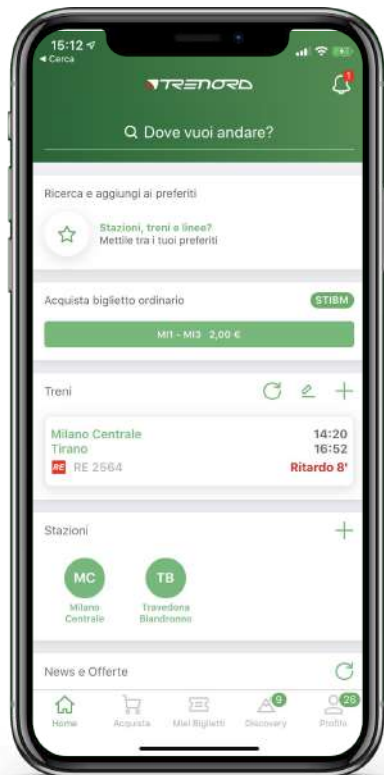 15:12
◀ Cerca
TRENORD
1
Dove vuoi andare?
Ricerca e aggiungi ai preferiti
Stazioni, treni o linee?
Mettile tra i tuoi preferiti
Acquista biglietto ordinario
STIBM
MI1 - MI3 2,00 €
Treni
Milano Centrale
14:20
Tirano
16:52
RE RE 2564
Ritardo 8'
Stazioni
MC
TB
Milano
Centrale
Travedona
Biandronno
News e Offerte
9
26
Home
Acquista
Miei Biglietti
Discovery
Profilo